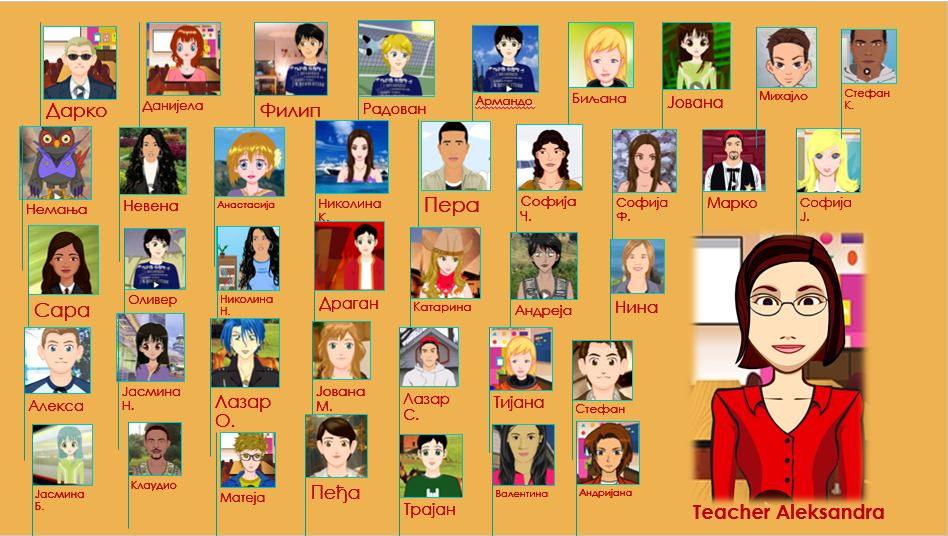 Дарко
Данијела
Филип
Радован
Армандо
Биљана
Јована
Михајло
Стефан
К.
Немања
Невена
Анастасија
Николина
К.
Пера
Софија
Ч.
Софија
Ф.
Марко
Софија
Ј.
Сара
Оливер
Николина
Н.
Драган
Катарина
Андреја
Нина
Алекса
Јасмина
Н.
Лазар
О.
Јована
М.
Лазар
С.
Тијана
Стефан
Јасмина
Б.
Клаудио
Матеја
Пеђа
Трајан
Валентина
Андријана
Teacher Aleksandra